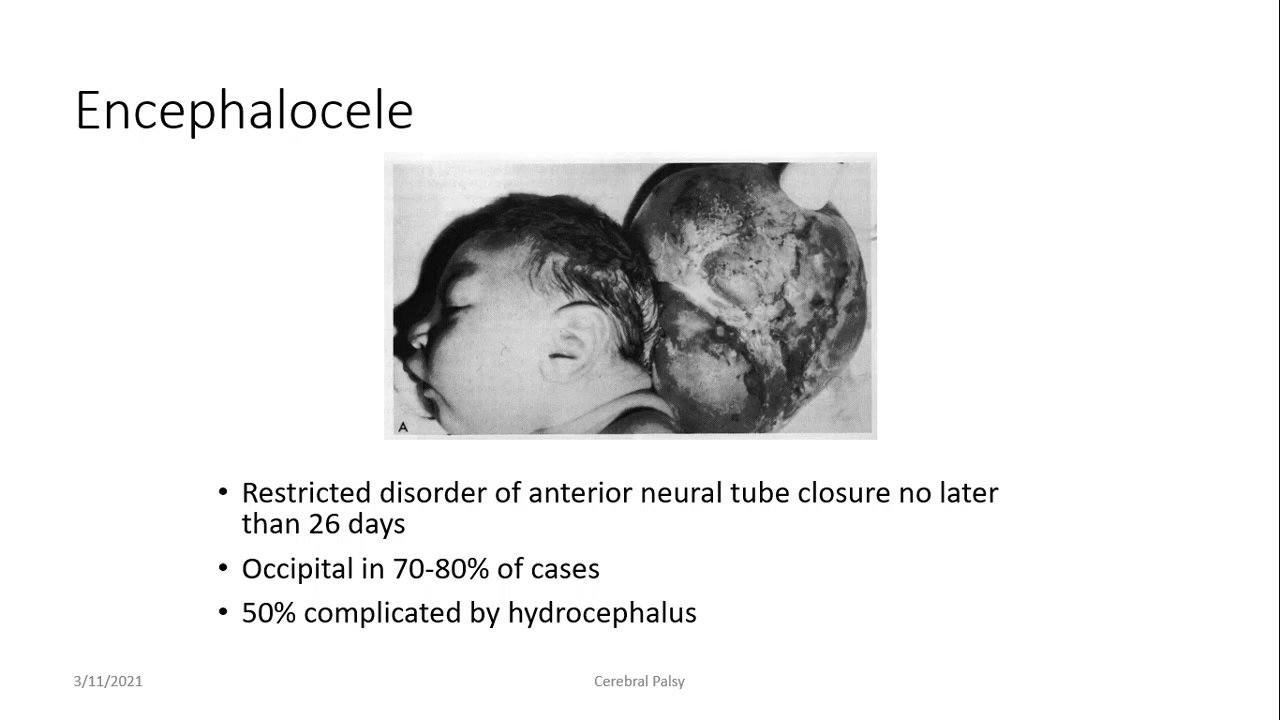 Encephalocele
A
• Restricted disorder of anterior neural tube closure no later
than 26 days
• Occipital in 70-80% of cases
• 50% complicated by hydrocephalus
3/11/2021
Cerebral Palsy